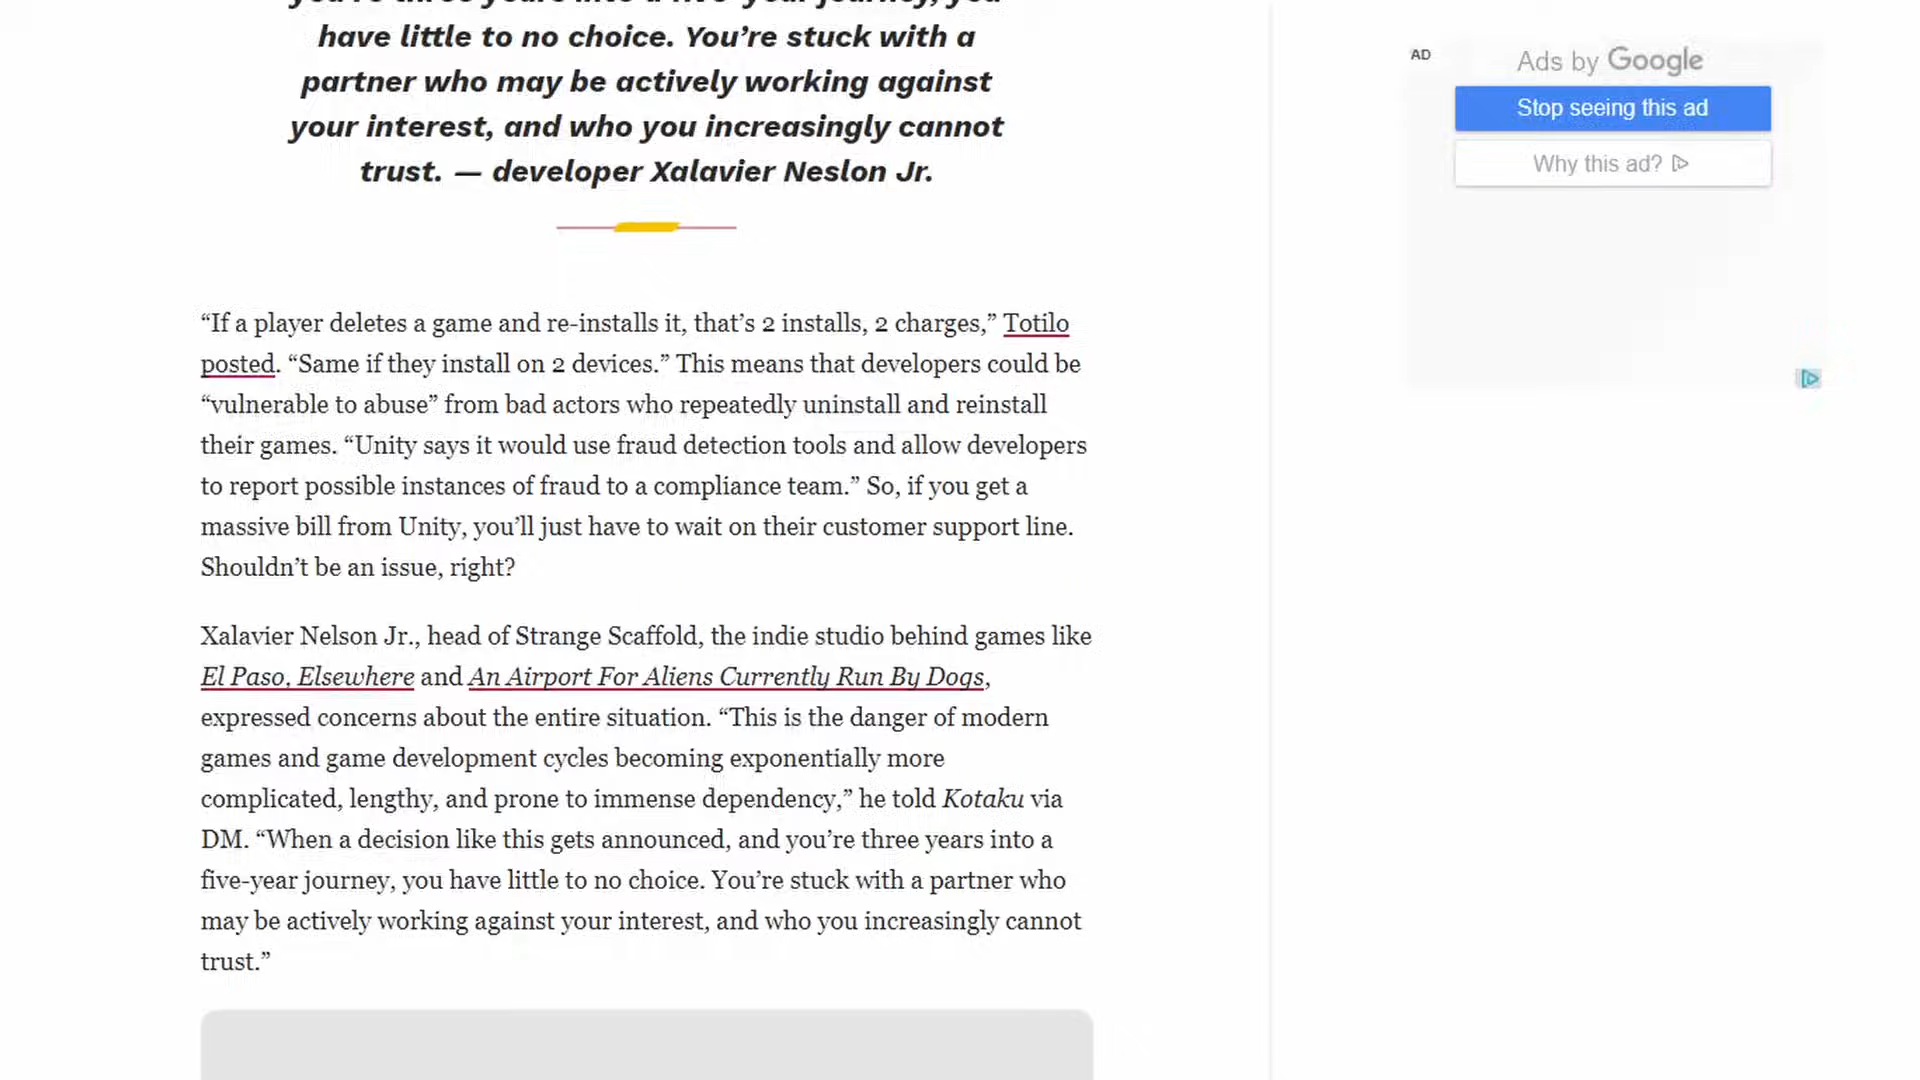 you're three years into a five-year journey, you
have little to no choice. You’re stuck with a
partner who may be actively working against
your interest, and who you increasingly cannot
trust. — developer Xalavier Neslon Jr.
“If a player deletes a game and re-installs it, that’s 2 installs, 2 charges,” Totilo
posted. “Same if they install on 2 devices.” This means that developers could be
“vulnerable to abuse” from bad actors who repeatedly uninstall and reinstall
their games. “Unity says it would use fraud detection tools and allow developers
to report possible instances of fraud to a compliance team.” So, if you get a
massive bill from Unity, you’ll just have to wait on their customer support line.
Shouldn’t be an issue, right?
Xalavier Nelson Jr., head of Strange Scaffold, the indie studio behind games like
El Paso, Elsewhere and An Airport For Aliens Currently Run By Dogs,
expressed concerns about the entire situation. “This is the danger of modern
games and game development cycles becoming exponentially more
complicated, lengthy, and prone to immense dependency,” he told Kotaku via
DM. “When a decision like this gets announced, and you’re three years into a
five-year journey, you have little to no choice. You’re stuck with a partner who
may be actively working against your interest, and who you increasingly cannot
trust.”
AD
Ads by Google
Stop seeing this ad
Why this ad?